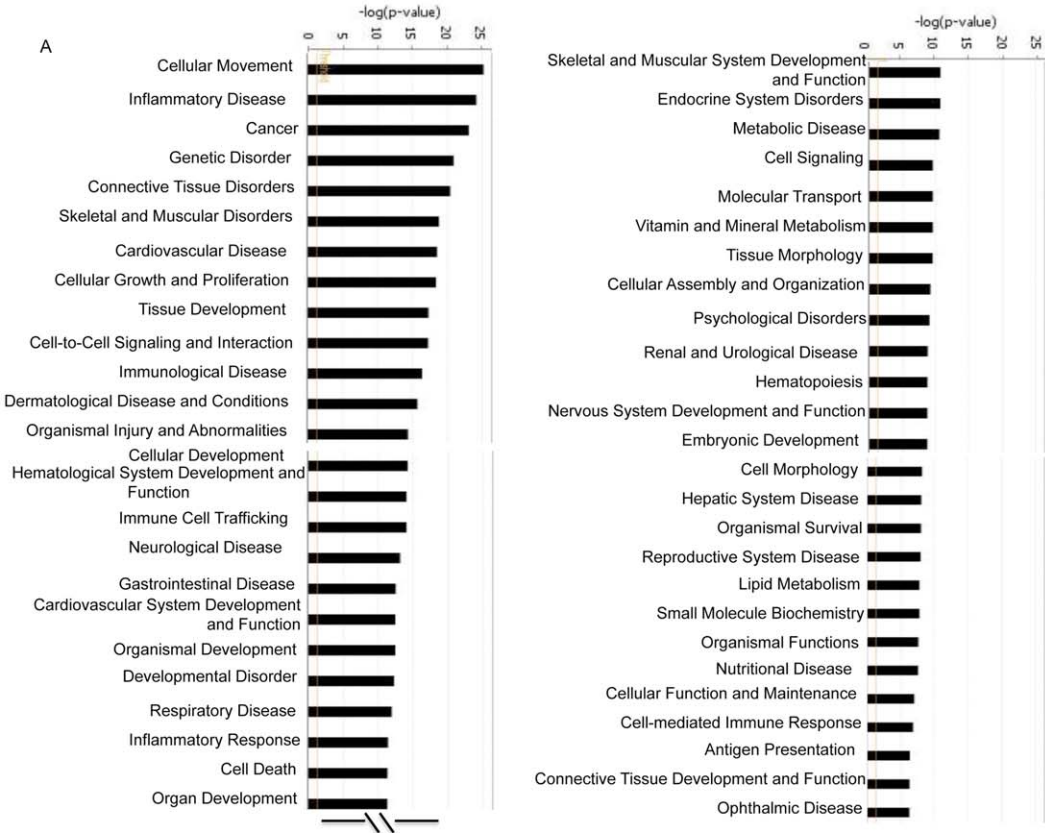 A
-log(p-value)
0 5 10 15 20 25
Cellular Movement
Inflammatory Disease
Cancer
Genetic Disorder
Connective Tissue Disorders
Skeletal and Muscular Disorders
Cardiovascular Disease
Cellular Growth and Proliferation
Tissue Development
Cell-to-Cell Signaling and Interaction
Immunological Disease
Dermatological Disease and Conditions
Organismal Injury and Abnormalities
Cellular Development
Hematological System Development and
Function
Immune Cell Trafficking
Neurological Disease
Gastrointestinal Disease
Cardiovascular System Development
and Function
Organismal Development
Developmental Disorder
Respiratory Disease
Inflammatory Response
Cell Death
Organ Development
-log(p-value)
0 5 10 15 20 25
Skeletal and Muscular System Development
and Function
Endocrine System Disorders
Metabolic Disease
Cell Signaling
Molecular Transport
Vitamin and Mineral Metabolism
Tissue Morphology
Cellular Assembly and Organization
Psychological Disorders
Renal and Urological Disease
Hematopoiesis
Nervous System Development and Function
Embryonic Development
Cell Morphology
Hepatic System Disease
Organismal Survival
Reproductive System Disease
Lipid Metabolism
Small Molecule Biochemistry
Organismal Functions
Nutritional Disease
Cellular Function and Maintenance
Cell-mediated Immune Response
Antigen Presentation
Connective Tissue Development and Function
Ophthalmic Disease